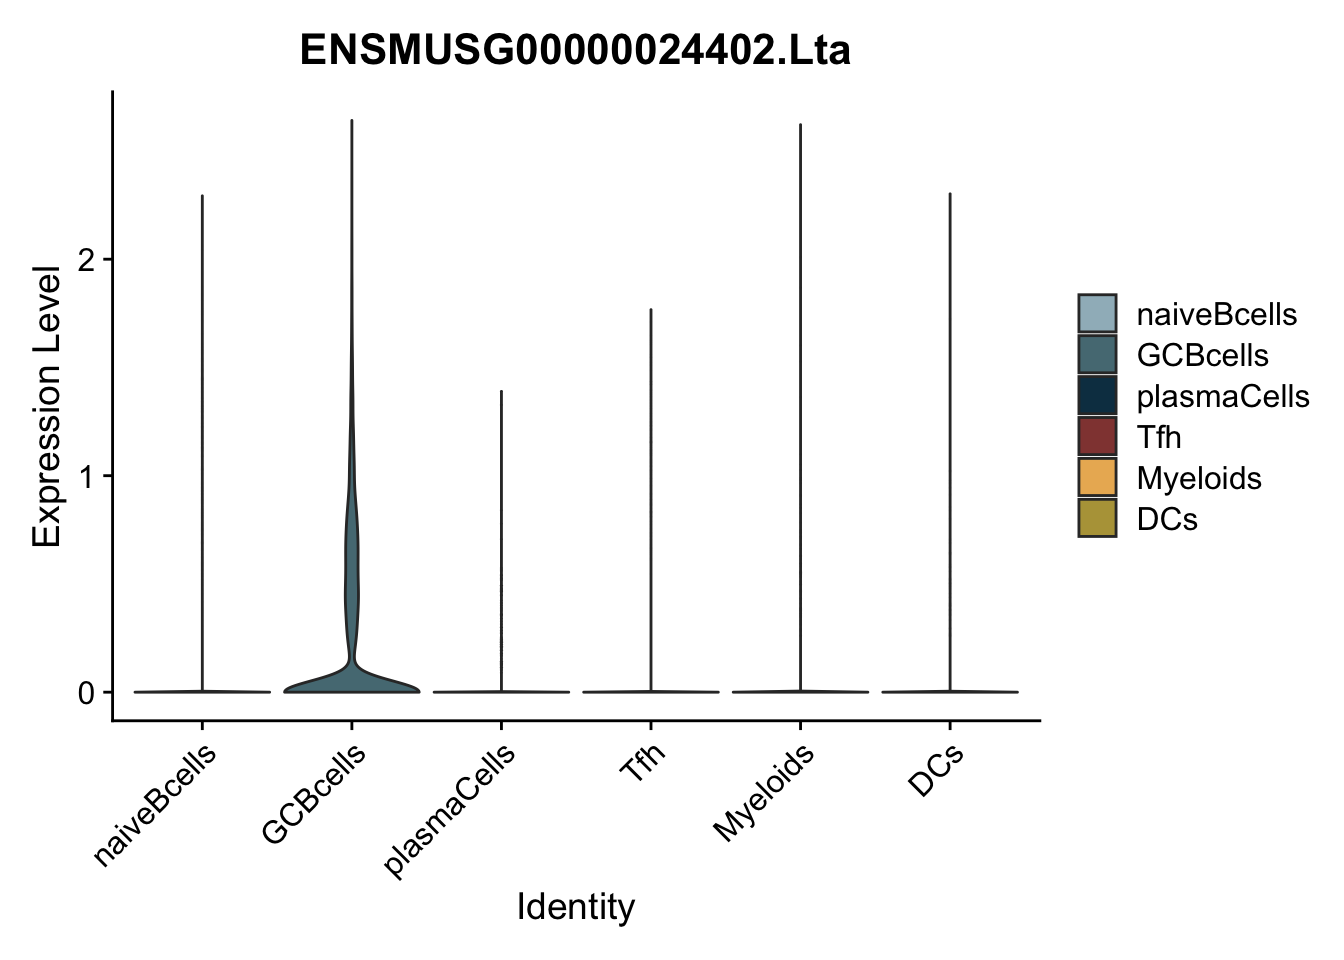 ENSMUSG00000024402.Lta
Expression Level
2
1
0
naiveBcells
GCBcells
plasmaCells
Tfh
Myeloids
DCs
Identity
naiveBcells
GCBcells
plasmaCells
Tfh
Myeloids
DCs